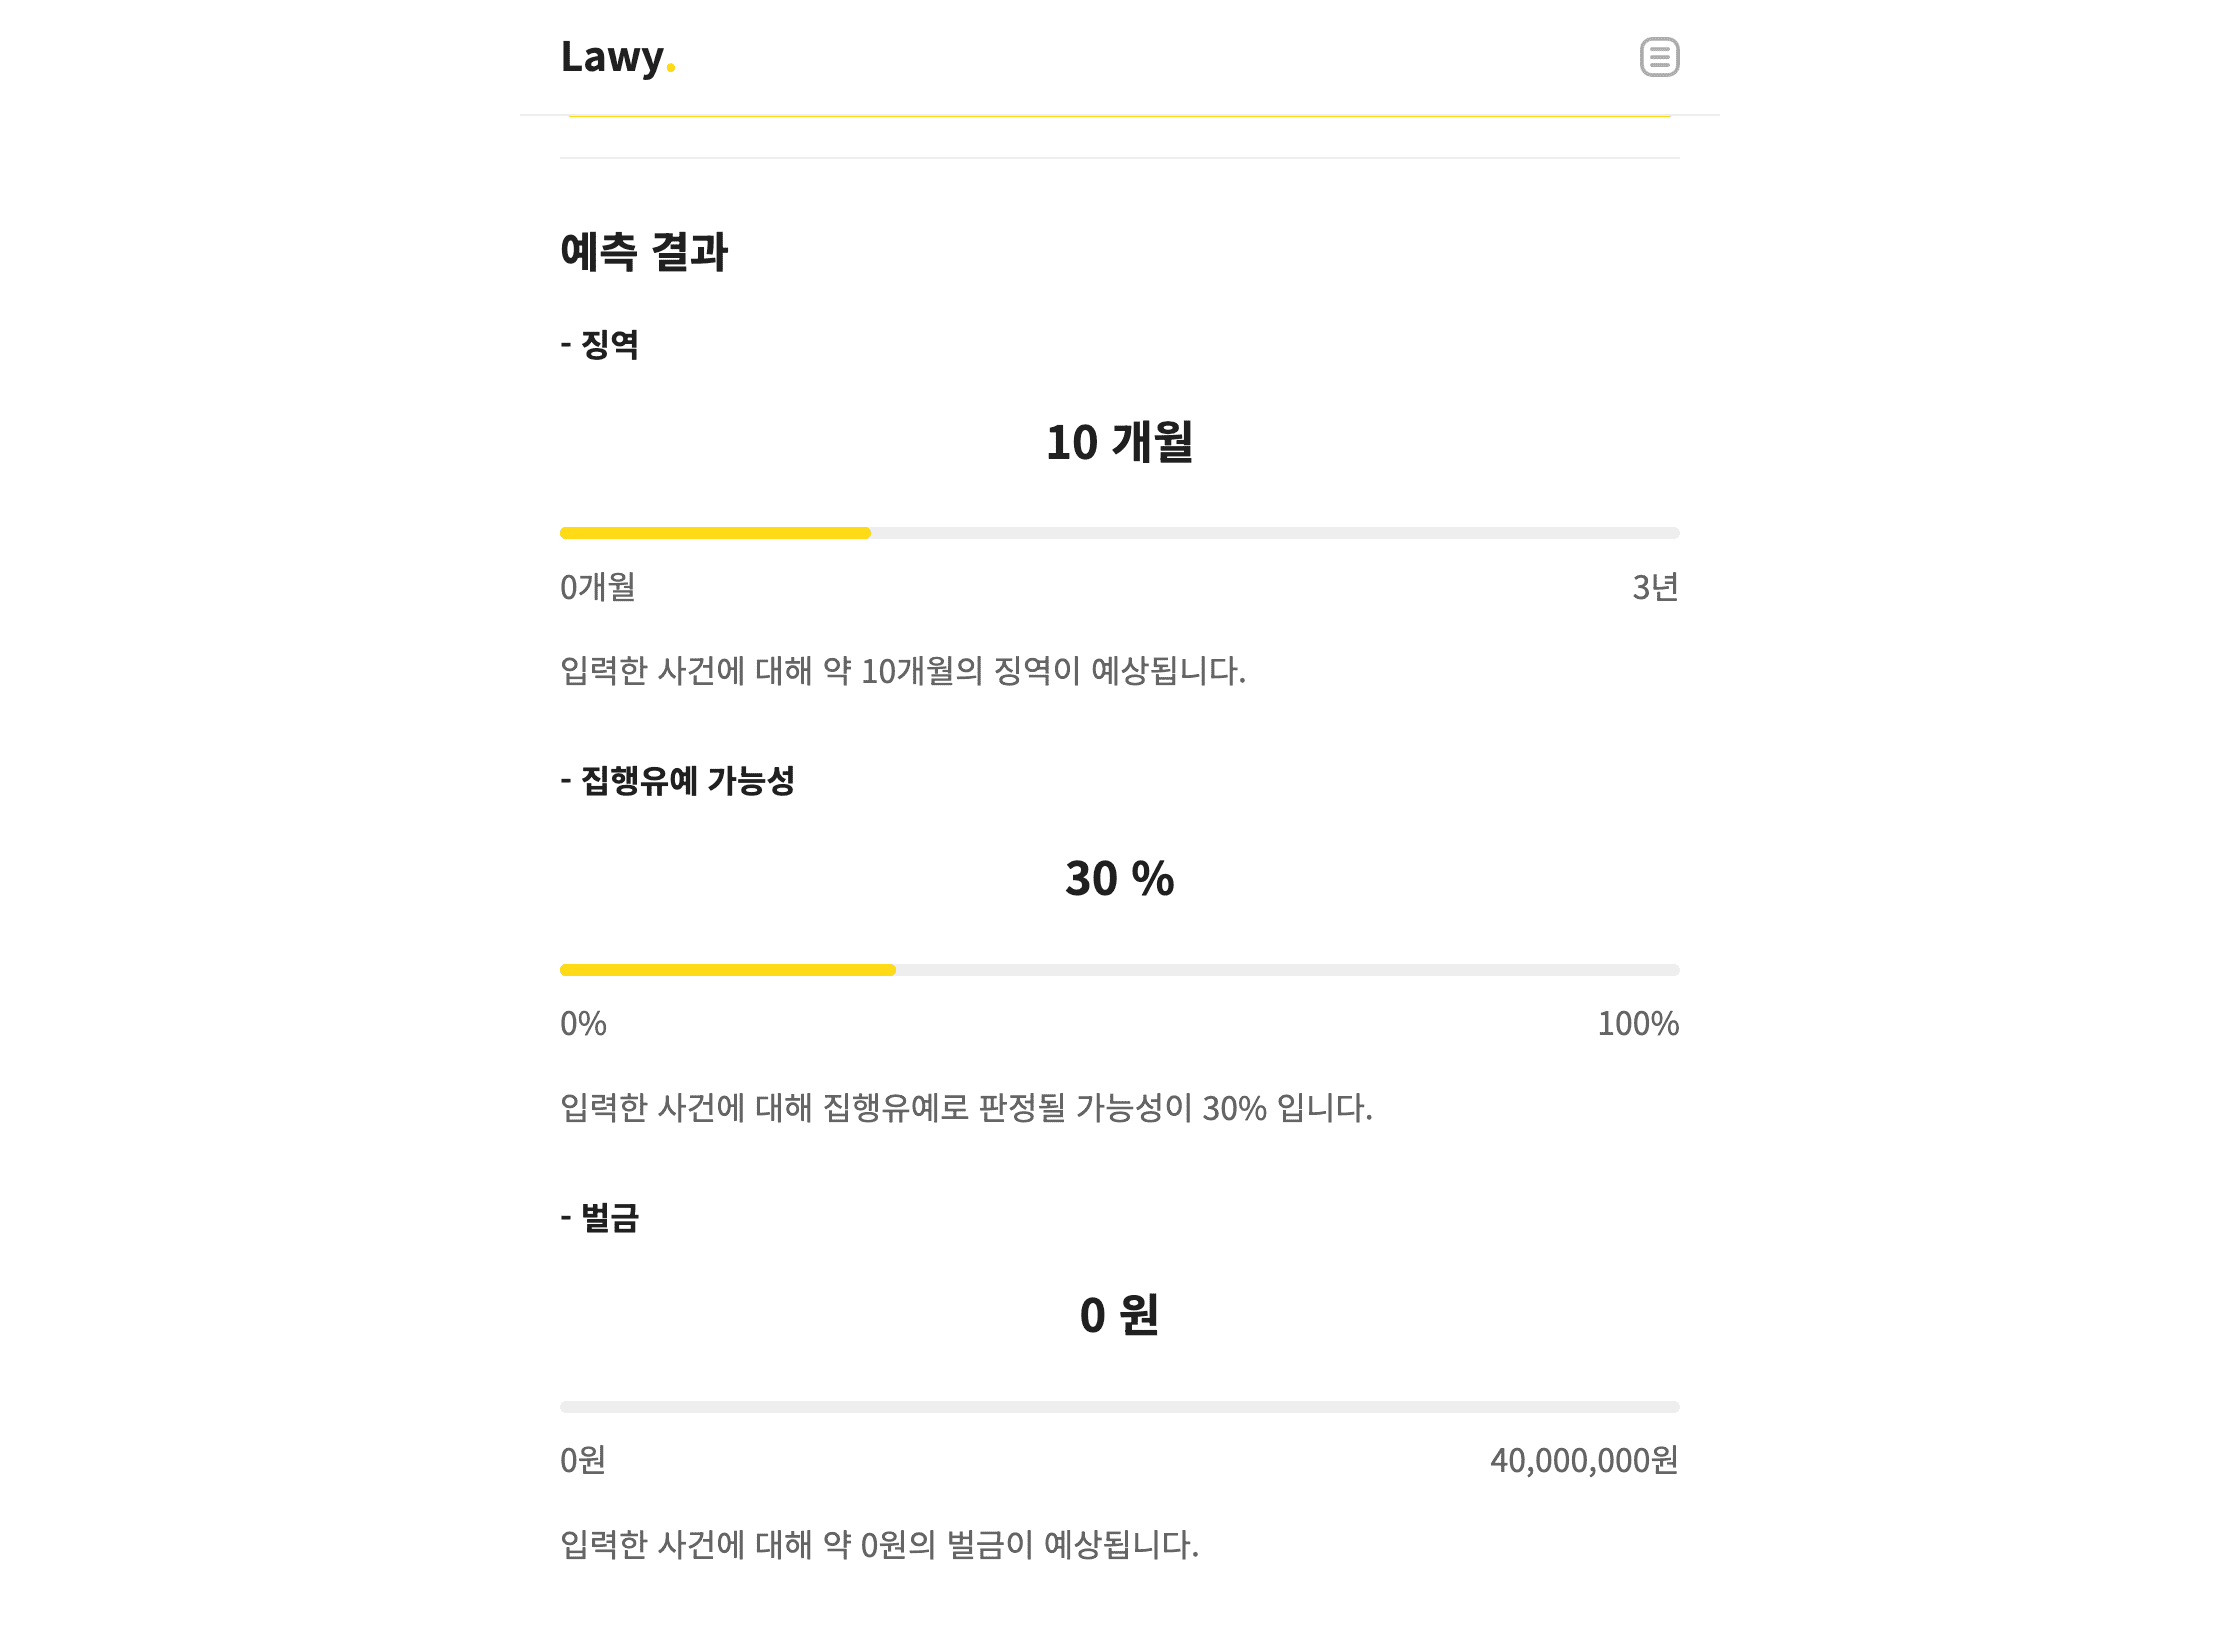 Lawy.
예측 결과
- 징역
10 개월
0개월 3년
입력한 사건에 대해 약 10개월의 징역이 예상됩니다.
- 집행유예 가능성
30 %
0% 100%
입력한 사건에 대해 집행유예로 판정될 가능성이 30% 입니다.
- 벌금
0 원
0원 40,000,000원
입력한 사건에 대해 약 0원의 벌금이 예상됩니다.